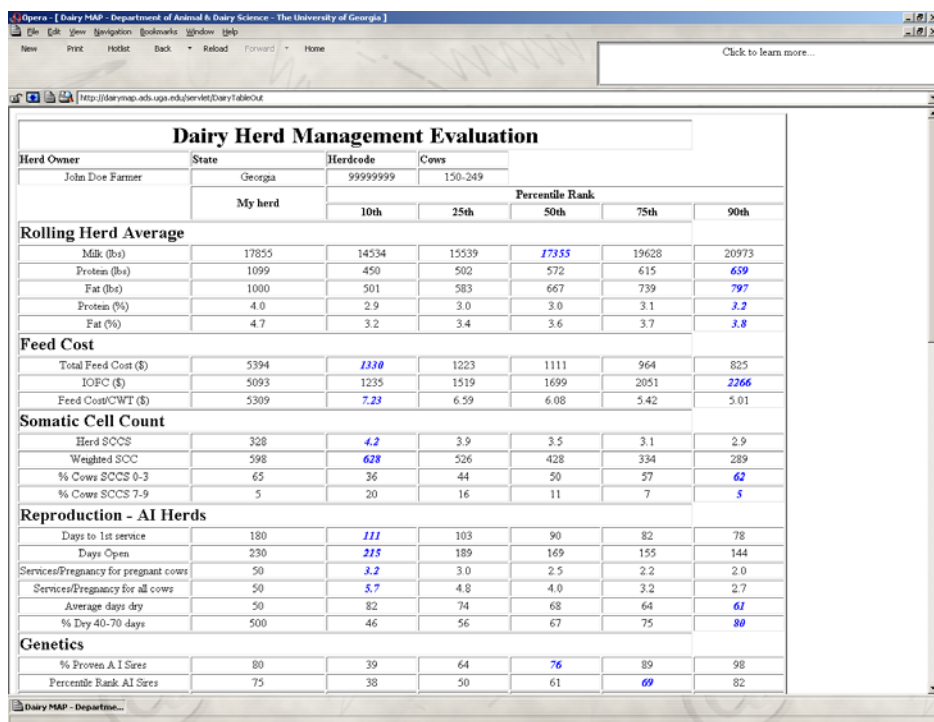 Opera - [ Dairy MAP - Department of Animal & Dairy Science - The University of Georgia ]
File Edit View Navigation Bookmarks Window Help
New Print Hotlist Back Reload Forward Home
Click to learn more...
http://dairymap.ads.uga.edu/servlet/DairyTableOut
Dairy Herd Management Evaluation
Herd Owner State Herdcode Cows
John Doe Farmer Georgia 99999999 150-249
My herd Percentile Rank
10th 25th 50th 75th 90th
Rolling Herd Average
Milk (lbs) 17855 14534 15539 17355 19628 20973
Protein (lbs) 1099 450 502 572 615 659
Fat (lbs) 1000 501 583 667 739 797
Protein (%) 4.0 2.9 3.0 3.0 3.1 3.2
Fat (%) 4.7 3.2 3.4 3.6 3.7 3.8
Feed Cost
Total Feed Cost ($) 5394 1330 1223 1111 964 825
IOFC ($) 5093 1235 1519 1699 2051 2266
Feed Cost/CWT ($) 5309 7.23 6.59 6.08 5.42 5.01
Somatic Cell Count
Herd SCCS 328 4.2 3.9 3.5 3.1 2.9
Weighted SCC 598 628 526 428 334 289
% Cows SCCS 0-3 65 36 44 50 57 62
% Cows SCCS 7-9 5 20 16 11 7 5
Reproduction - AI Herds
Days to 1st service 180 111 103 90 82 78
Days Open 230 215 189 169 155 144
Services/Pregnancy for pregnant cows 50 3.2 3.0 2.5 2.2 2.0
Services/Pregnancy for all cows 50 5.7 4.8 4.0 3.2 2.7
Average days dry 50 82 74 68 64 61
% Dry 40-70 days 500 46 56 67 75 80
Genetics
% Proven A I Sires 80 39 64 76 89 98
Percentile Rank AI Sires 75 38 50 61 69 82
Dairy MAP - Departme...